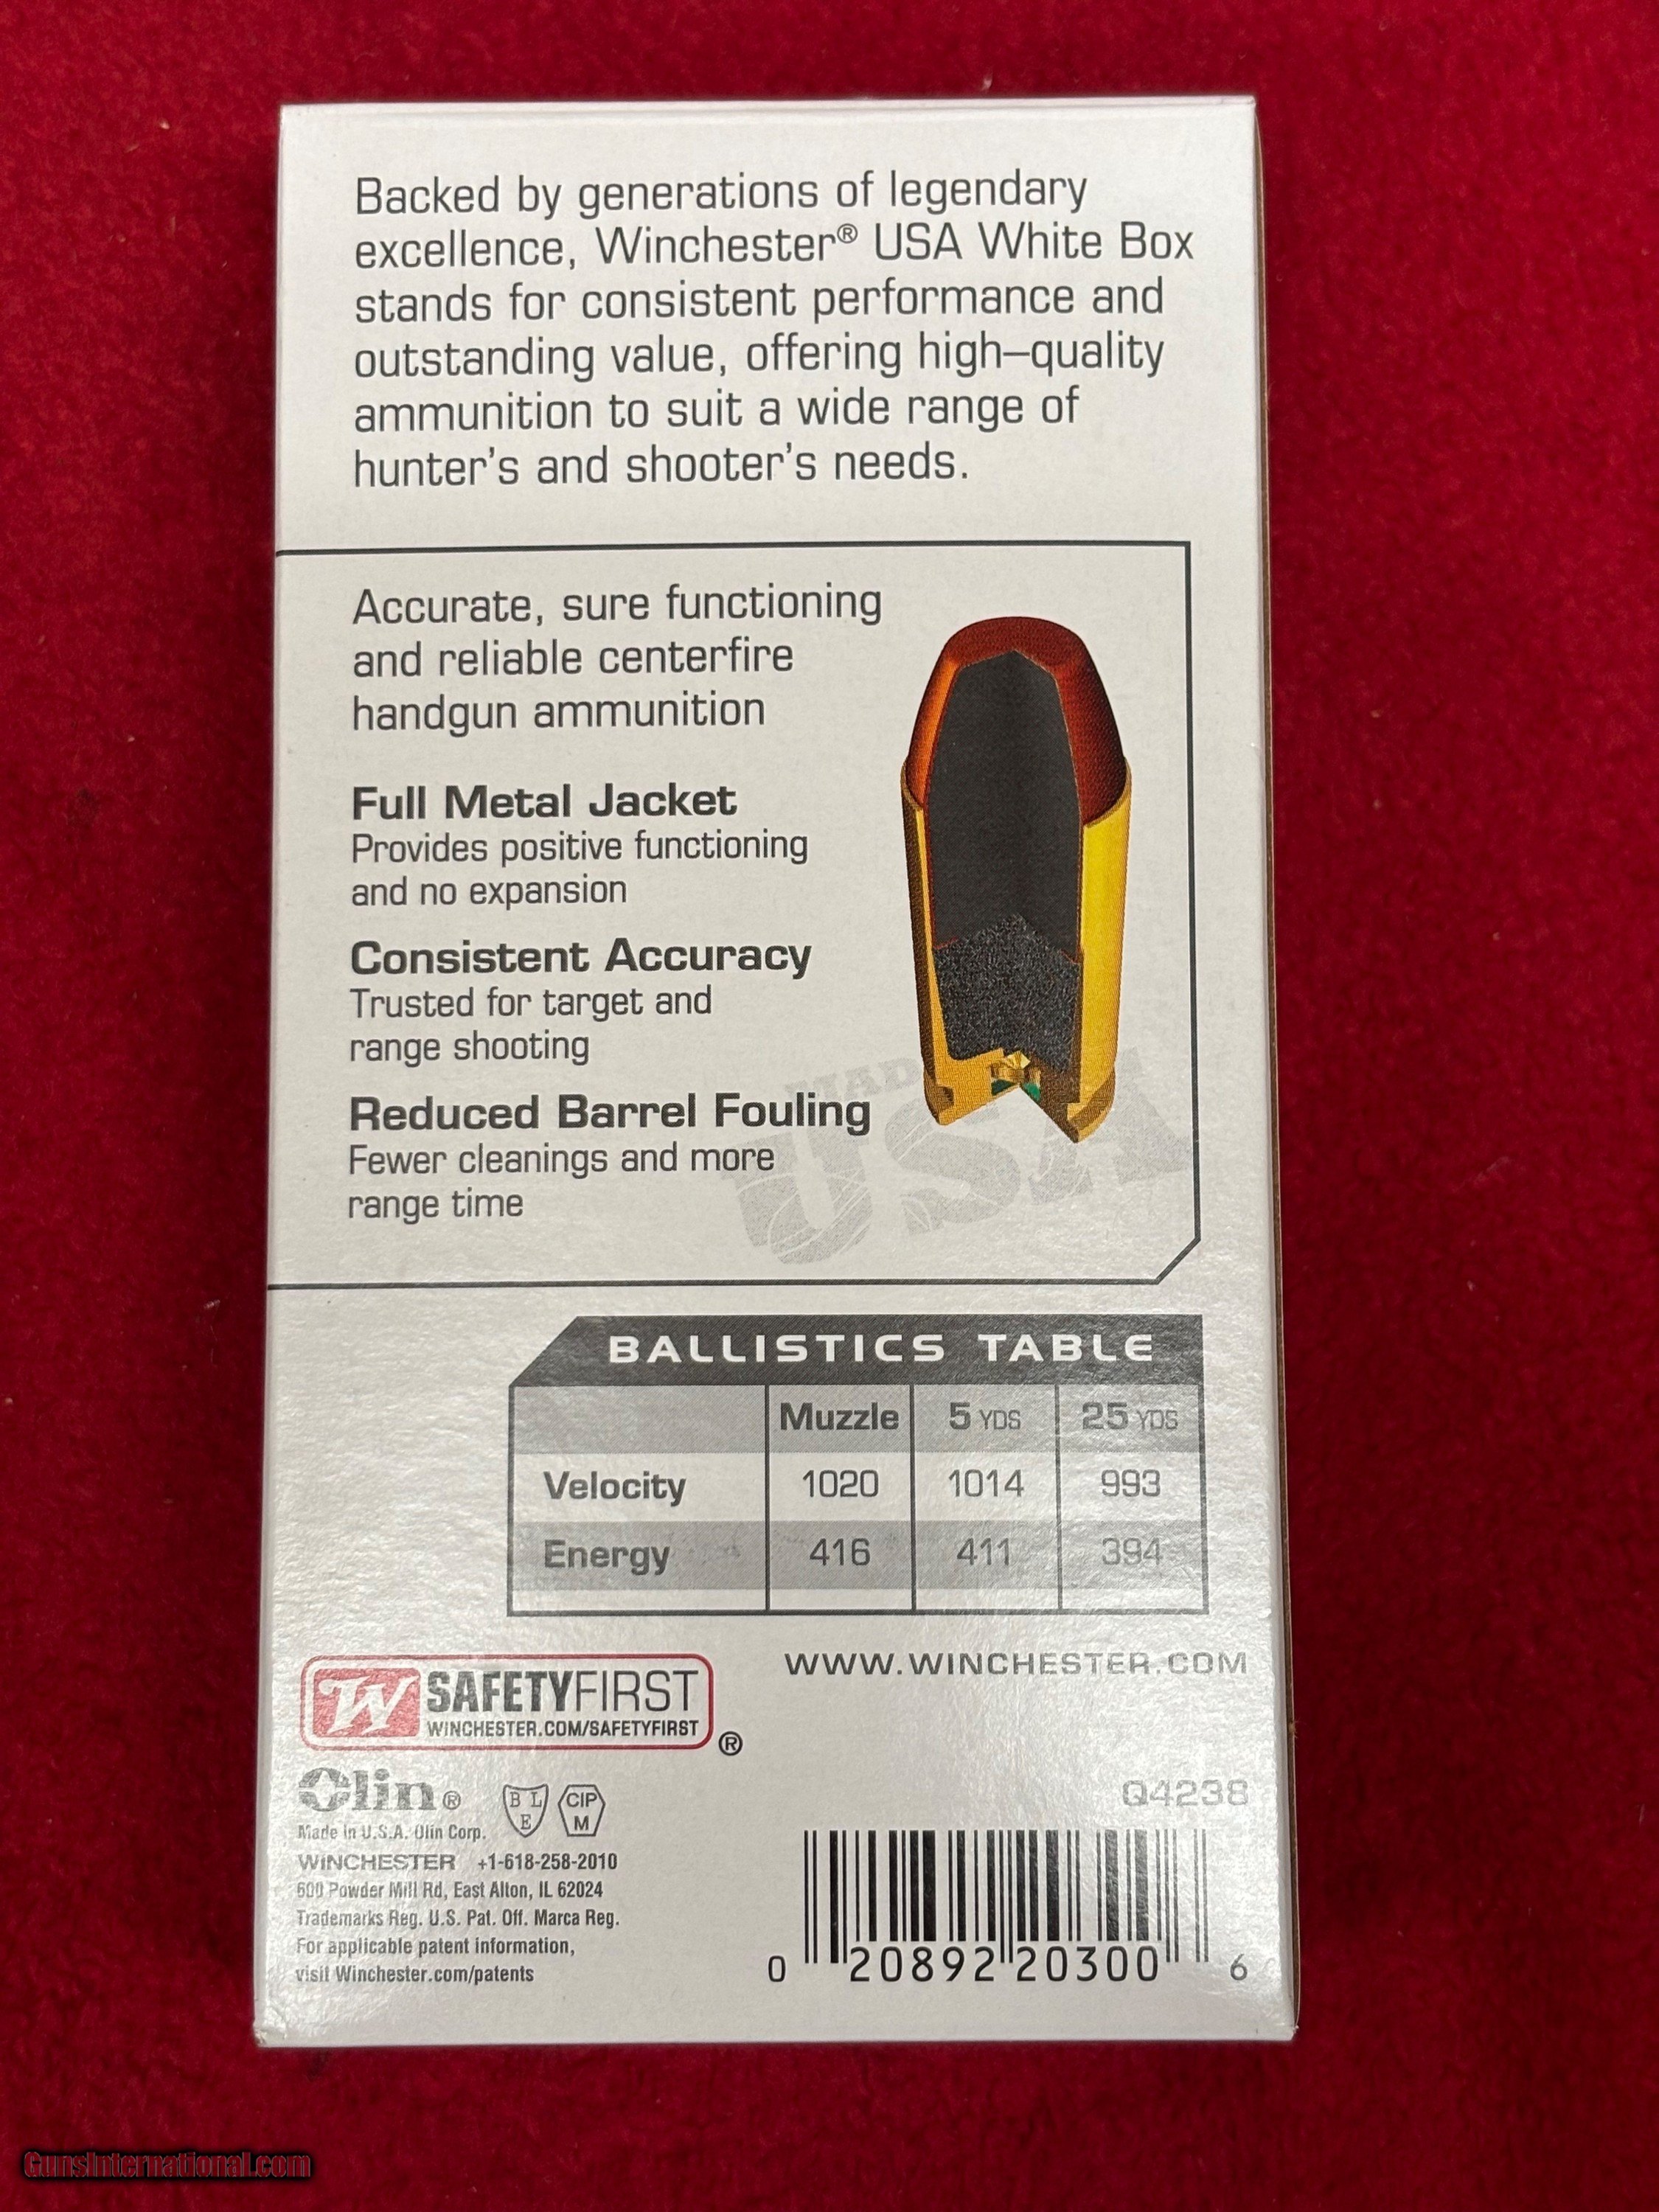 Backed by generations of legendary
excellence, Winchester® USA White Box
stands for consistent performance and
outstanding value, offering high–quality
ammunition to suit a wide range of
hunter's and shooter's needs.
Accurate, sure functioning
and reliable centerfire
handgun ammunition
Full Metal Jacket
Provides positive functioning
and no expansion
Consistent Accuracy
Trusted for target and
range shooting
Reduced Barrel Fouling
Fewer cleanings and more
range time
MADE
USA
BALLISTICS TABLE
Muzzle 5 YDS 25 YDS
Velocity 1020 1014 993
Energy 416 411 394
WWW.WINCHESTER.COM
W SAFETYFIRST
WINCHESTER.COM/SAFETYFIRST ®
Olin® BLE CIP M
Made in U.S.A. Olin Corp.
WINCHESTER +1-618-258-2010
600 Powder Mill Rd, East Alton, IL 62024
Trademarks Reg. U.S. Pat. Off. Marca Reg.
For applicable patent information,
visit Winchester.com/patents
Q4238
0 20892 20300 6
GunsInternational.com